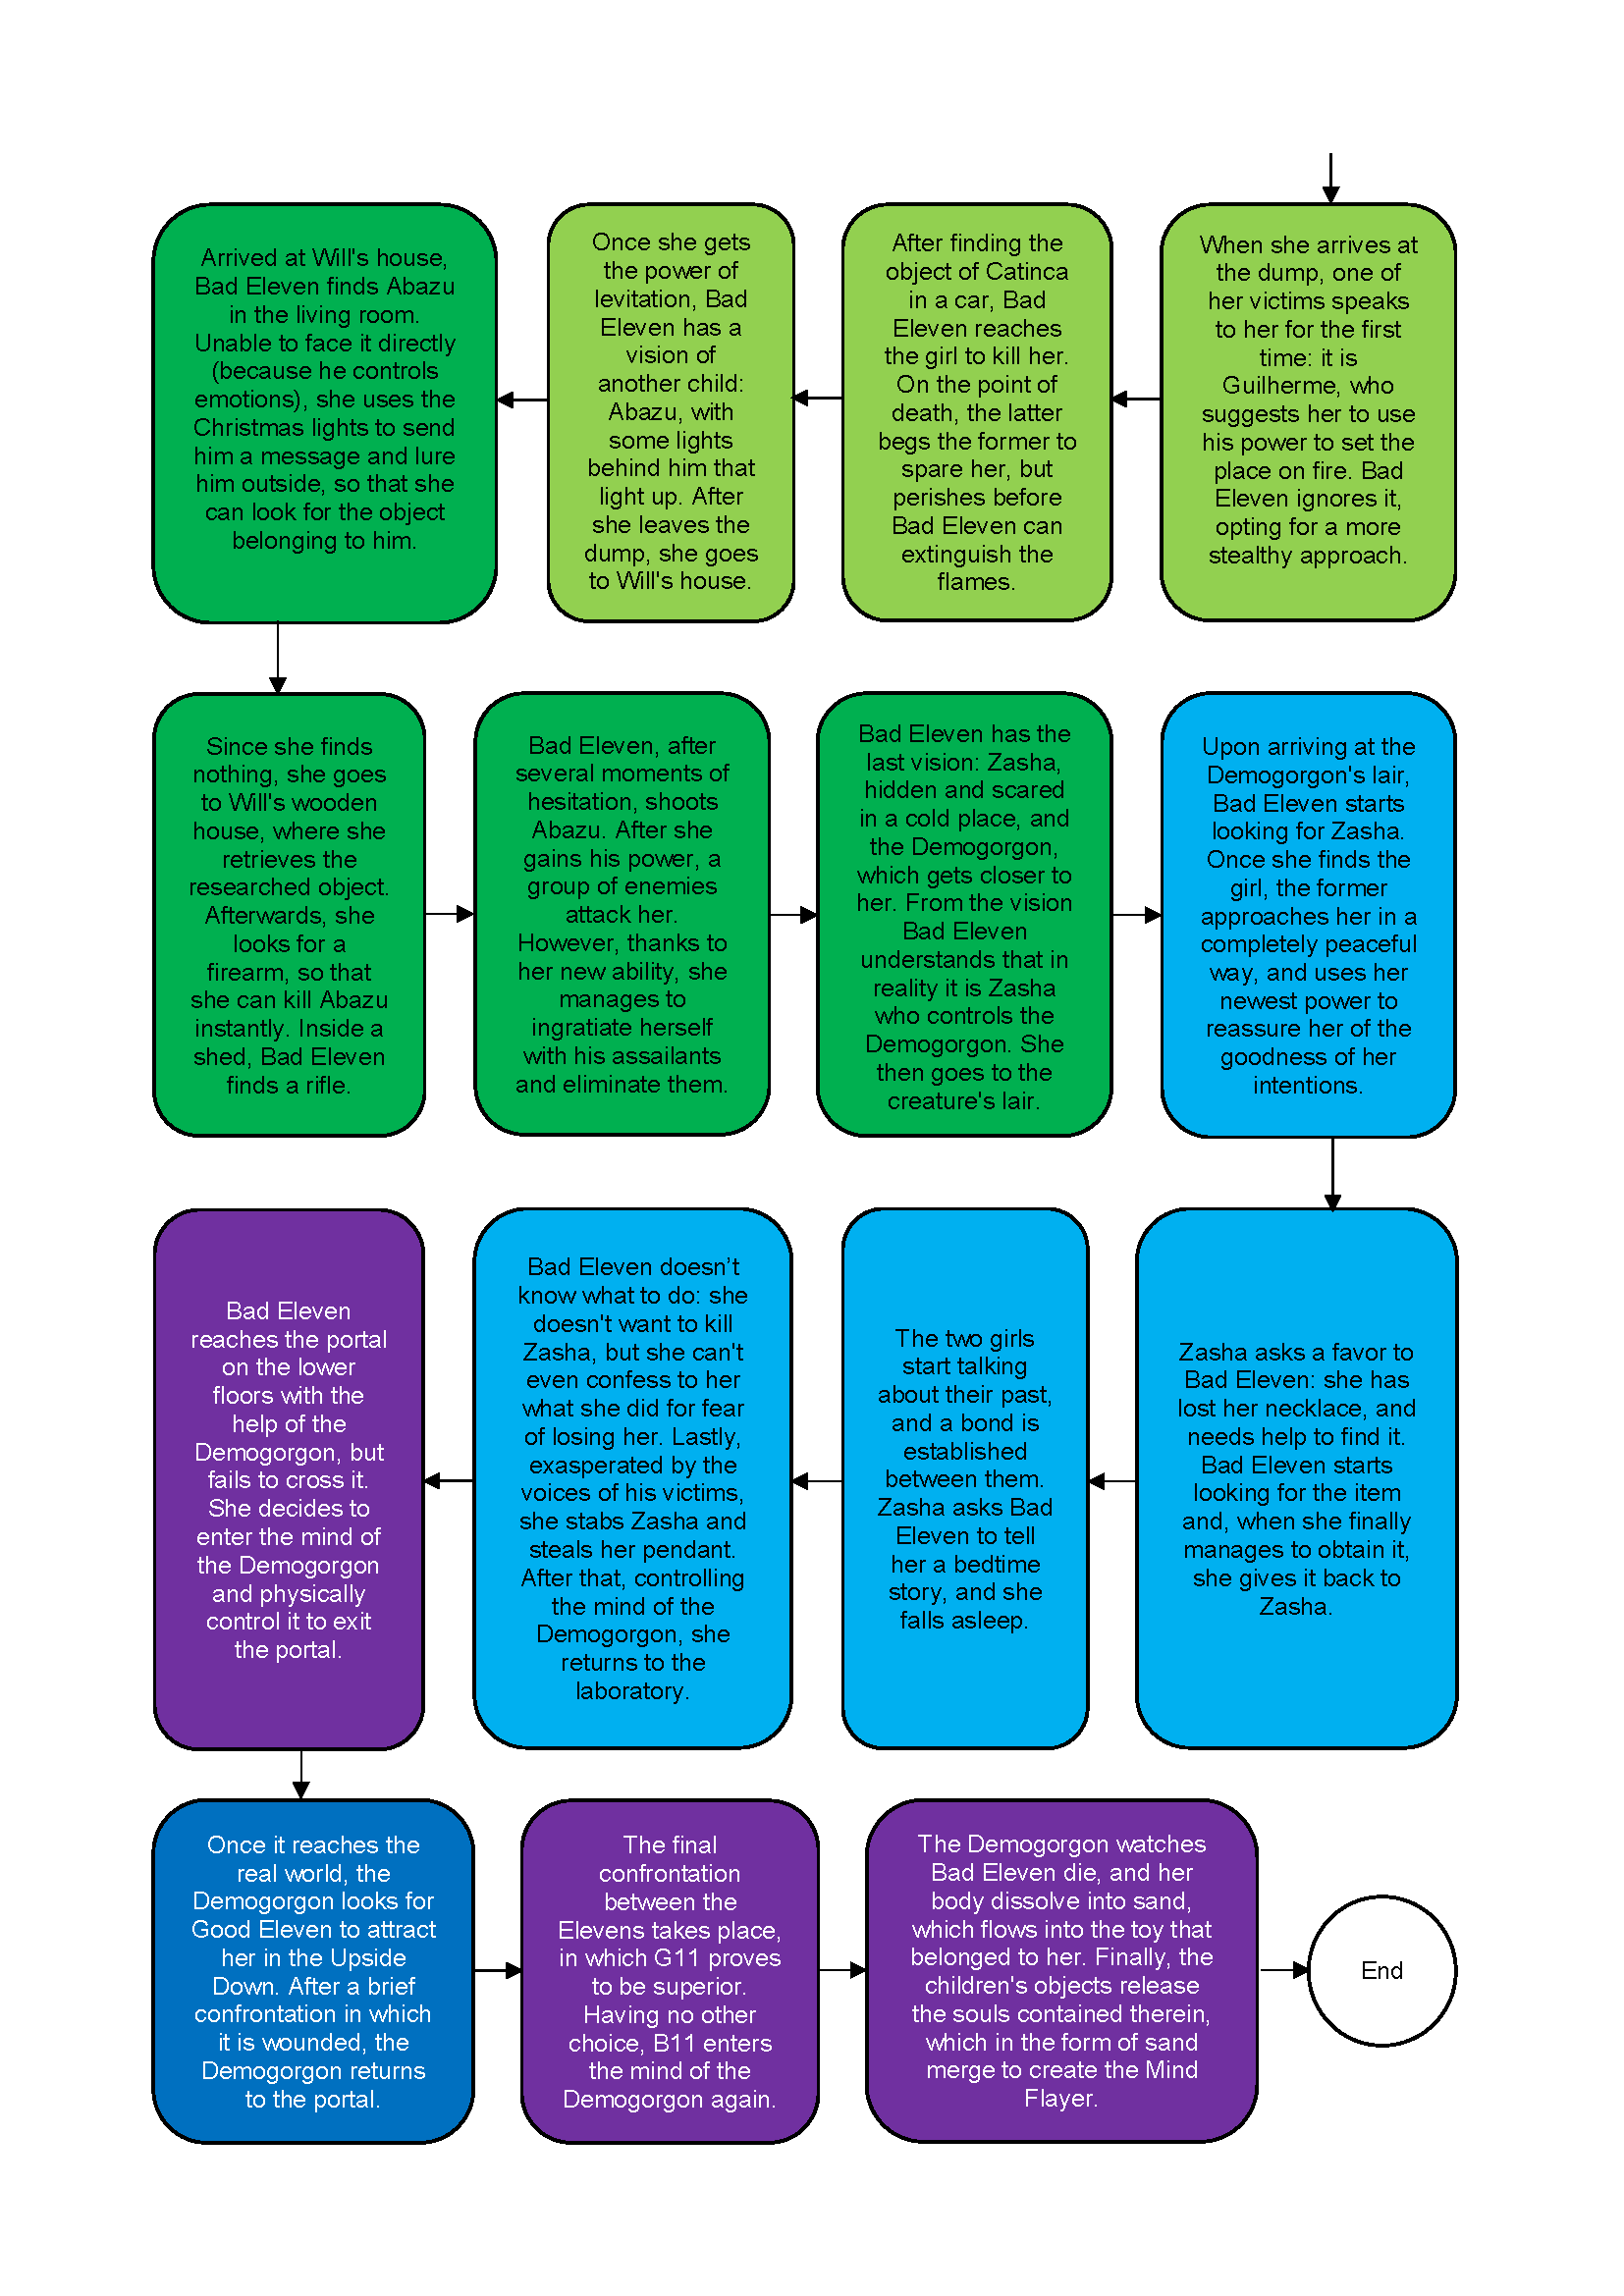 When she arrives at
the dump, one of
her victims speaks
to her for the first
time: it is
Guilherme, who
suggests her to use
his power to set the
place on fire. Bad
Eleven ignores it,
opting for a more
stealthy approach.
After finding the
object of Catinca
in a car, Bad
Eleven reaches
the girl to kill her.
On the point of
death, the latter
begs the former to
spare her, but
perishes before
Bad Eleven can
extinguish the
flames.
Once she gets
the power of
levitation, Bad
Eleven has a
vision of
another child:
Abazu, with
some lights
behind him that
light up. After
she leaves the
dump, she goes
to Will's house.
Arrived at Will's house,
Bad Eleven finds Abazu
in the living room.
Unable to face it directly
(because he controls
emotions), she uses the
Christmas lights to send
him a message and lure
him outside, so that she
can look for the object
belonging to him.
Since she finds
nothing, she goes
to Will's wooden
house, where she
retrieves the
researched object.
Afterwards, she
looks for a
firearm, so that
she can kill Abazu
instantly. Inside a
shed, Bad Eleven
finds a rifle.
Bad Eleven, after
several moments of
hesitation, shoots
Abazu. After she
gains his power, a
group of enemies
attack her.
However, thanks to
her new ability, she
manages to
ingratiate herself
with his assailants
and eliminate them.
Bad Eleven has the
last vision: Zasha,
hidden and scared
in a cold place, and
the Demogorgon,
which gets closer to
her. From the vision
Bad Eleven
understands that in
reality it is Zasha
who controls the
Demogorgon. She
then goes to the
creature's lair.
Upon arriving at the
Demogorgon's lair,
Bad Eleven starts
looking for Zasha.
Once she finds the
girl, the former
approaches her in a
completely peaceful
way, and uses her
newest power to
reassure her of the
goodness of her
intentions.
Zasha asks a favor to
Bad Eleven: she has
lost her necklace, and
needs help to find it.
Bad Eleven starts
looking for the item
and, when she finally
manages to obtain it,
she gives it back to
Zasha.
The two girls
start talking
about their past,
and a bond is
established
between them.
Zasha asks Bad
Eleven to tell
her a bedtime
story, and she
falls asleep.
Bad Eleven doesn’t
know what to do: she
doesn't want to kill
Zasha, but she can't
even confess to her
what she did for fear
of losing her. Lastly,
exasperated by the
voices of his victims,
she stabs Zasha and
steals her pendant.
After that, controlling
the mind of the
Demogorgon, she
returns to the
laboratory.
Bad Eleven
reaches the portal
on the lower
floors with the
help of the
Demogorgon, but
fails to cross it.
She decides to
enter the mind of
the Demogorgon
and physically
control it to exit
the portal.
Once it reaches the
real world, the
Demogorgon looks for
Good Eleven to attract
her in the Upside
Down. After a brief
confrontation in which
it is wounded, the
Demogorgon returns
to the portal.
The final
confrontation
between the
Elevens takes place,
in which G11 proves
to be superior.
Having no other
choice, B11 enters
the mind of the
Demogorgon again.
The Demogorgon watches
Bad Eleven die, and her
body dissolve into sand,
which flows into the toy that
belonged to her. Finally, the
children's objects release
the souls contained therein,
which in the form of sand
merge to create the Mind
Flayer.
End